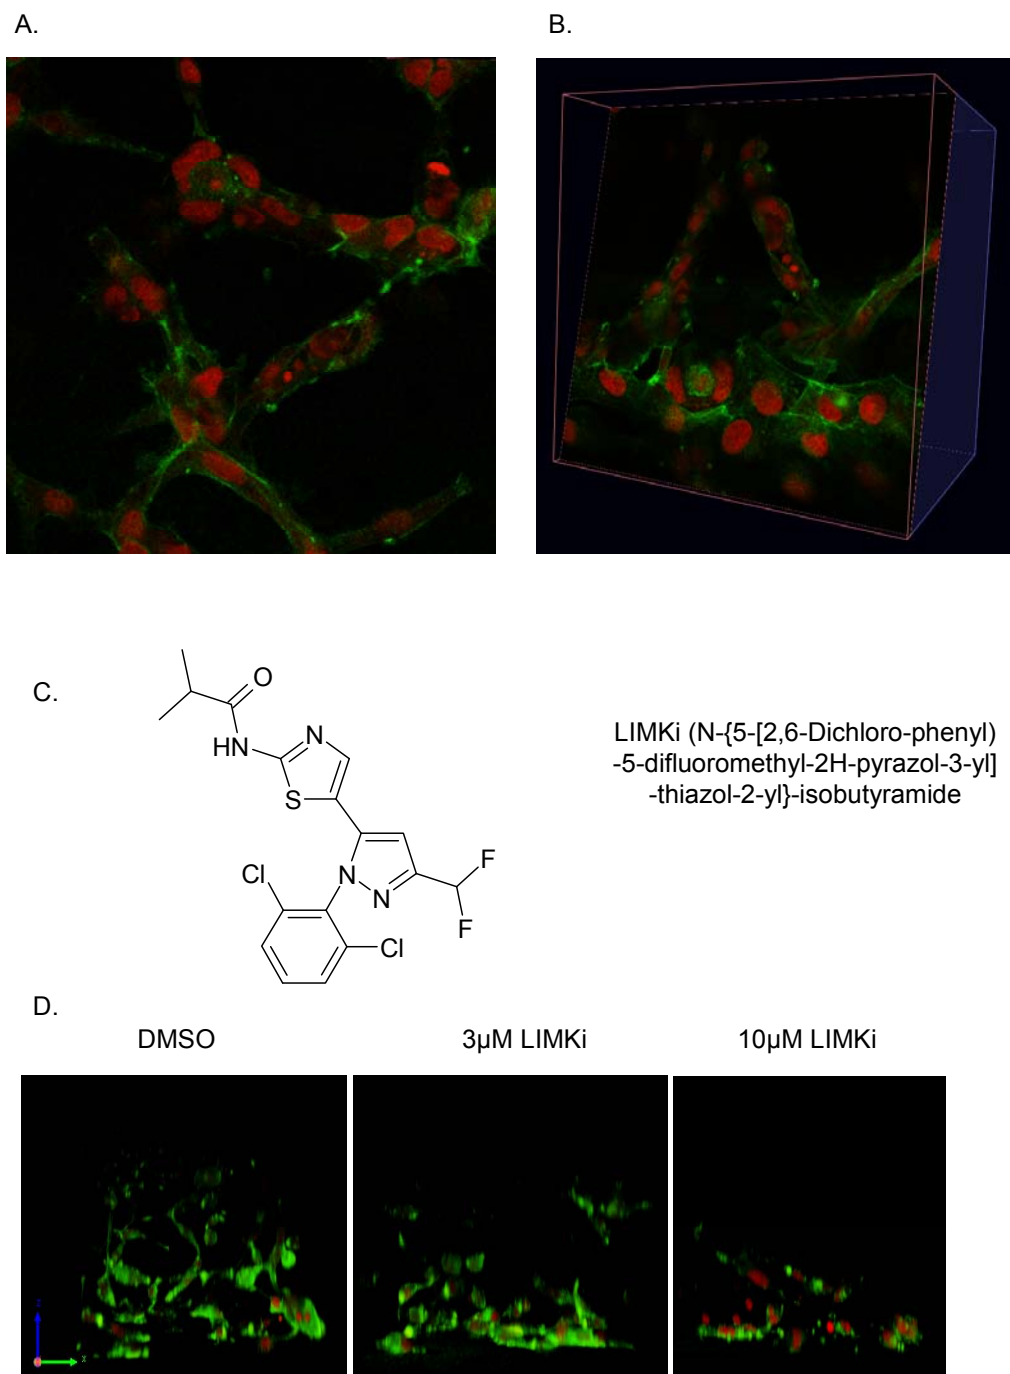 A.
B.
C.
O
HN
N
S
Cl
N
N
F
F
Cl
LIMKi (N-{5-[2,6-Dichloro-phenyl)
-5-difluoromethyl-2H-pyrazol-3-yl]
-thiazol-2-yl}-isobutyramide
D.
DMSO
3µM LIMKi
10µM LIMKi
z
x